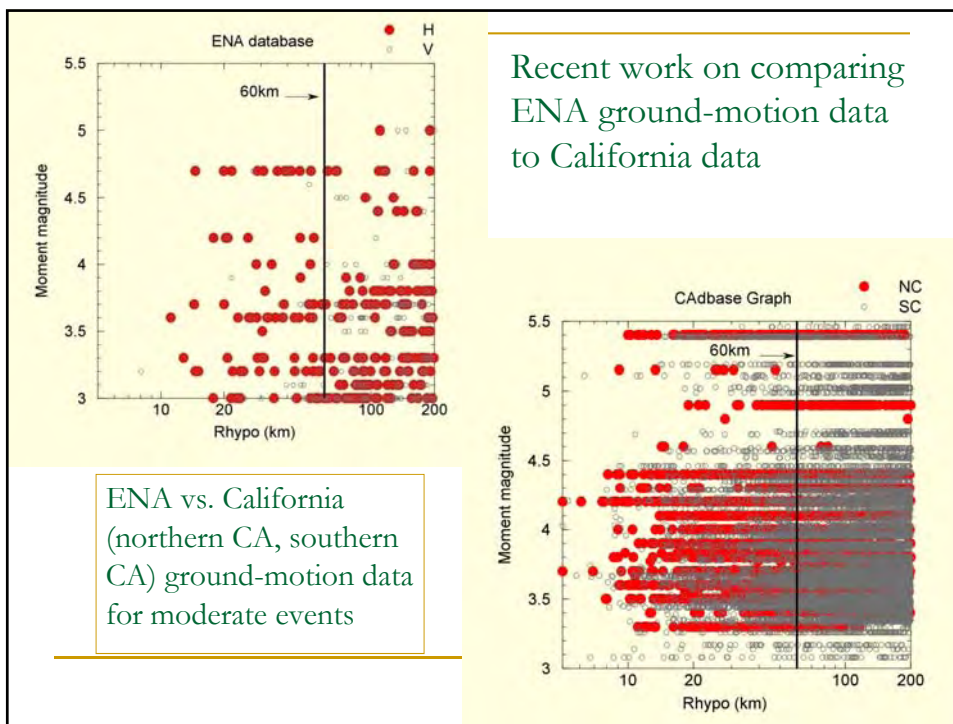 ENA database
H
V
5.5
5
4.5
4
3.5
3
60km
Moment magnitude
10
20
100
200
Rhypo (km)
Recent work on comparing
ENA ground-motion data
to California data
ENA vs. California
(northern CA, southern
CA) ground-motion data
for moderate events
CAdbase Graph
NC
SC
5.5
5
4.5
4
3.5
3
60km
Moment magnitude
10
20
100
200
Rhypo (km)